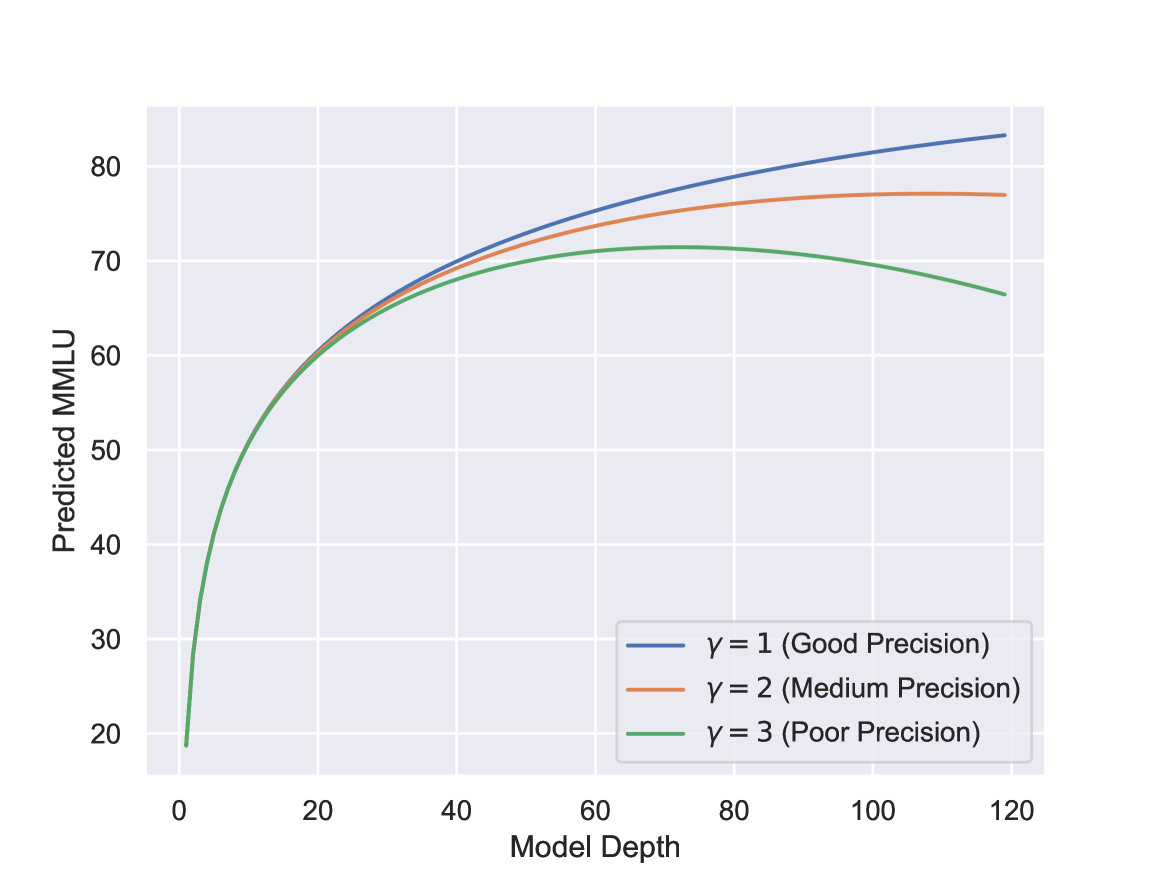 80
70
60
50
40
30
20
Predicted MMLU
γ = 1 (Good Precision)
γ = 2 (Medium Precision)
γ = 3 (Poor Precision)
0 20 40 60 80 100 120
Model Depth